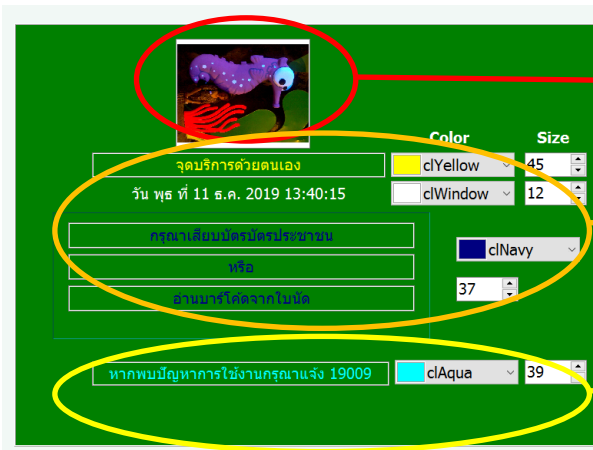 Color Size
จุดบริการด้วยตนเอง clYellow 45
วัน พุธ ที่ 11 ธ.ค. 2019 13:40:15 clWindow 12
กรุณาเสียบบัตรบัตรประชาชน
clNavy
หรือ
37
อ่านบาร์โค้ดจากใบนัด
หากพบปัญหาการใช้งานกรุณาแจ้ง 19009 clAqua 39